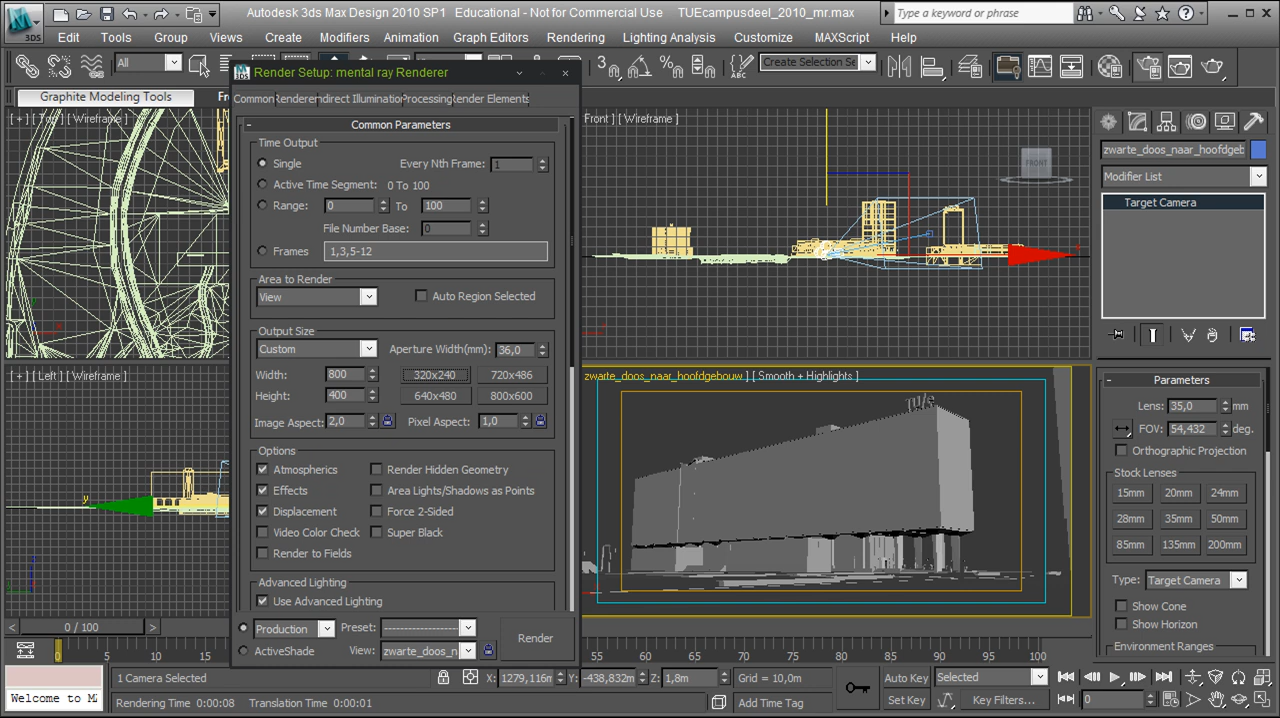 Autodesk 3ds Max Design 2010 SP1 Educational - Not for Commercial Use TUEcampusdeel_2010_mr.max
Type a keyword or phrase
3DS
Edit Tools Group Views Create Modifiers Animation Graph Editors Rendering Lighting Analysis Customize MAXScript Help
All
Create Selection Se
Graphite Modeling Tools
Render Setup: mental ray Renderer
Common Renderer Indirect Illumination Processing Render Elements
Common Parameters
Time Output
Single
Every Nth Frame: 1
Active Time Segment: 0 To 100
Range: 0 To 100
File Number Base: 0
Frames 1,3,5-12
Area to Render
View
Auto Region Selected
Output Size
Custom
Aperture Width(mm): 36,0
Width: 800
320x240 720x486
Height: 400
640x480 800x600
Image Aspect: 2,0
Pixel Aspect: 1,0
Options
Atmospherics
Render Hidden Geometry
Effects
Area Lights/Shadows as Points
Displacement
Force 2-Sided
Video Color Check
Super Black
Render to Fields
Advanced Lighting
Use Advanced Lighting
Production
Preset: -------------------
ActiveShade
View: zwarte_doos_n
Render
[ + ] [ Top ] [ Wireframe ]
Front ] [ Wireframe ]
FRONT
x
[ + ] [ Left ] [ Wireframe ]
y
zwarte_doos_naar_hoofdgebouw ] [ Smooth + Highlights ]
TU/e
zwarte_doos_naar_hoofdgeb
Modifier List
Target Camera
Parameters
Lens: 35,0 mm
FOV: 54,432 deg.
Orthographic Projection
Stock Lenses
15mm 20mm 24mm
28mm 35mm 50mm
85mm 135mm 200mm
Type: Target Camera
Show Cone
Show Horizon
Environment Ranges
0 / 100
0 5 10 15
55 60 65 70 75 80 85 90 95 100
Welcome to MA
1 Camera Selected
X: 1279,116m Y: -438,832m Z: 1,8m
Grid = 10,0m
Rendering Time 0:00:08 Translation Time 0:00:01
Add Time Tag
Auto Key
Selected
Set Key
Key Filters...
0